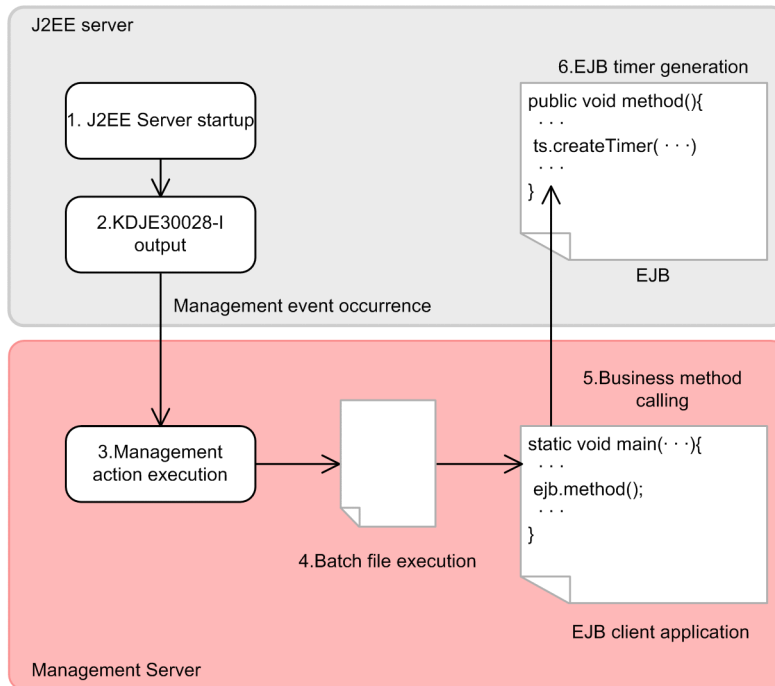 J2EE server
1. J2EE Server startup
2.KDJE30028-I
output
Management event occurrence
6.EJB timer generation
public void method(){
· · ·
ts.createTimer( · · ·)
· · ·
}
EJB
3.Management
action execution
4.Batch file execution
5.Business method
calling
static void main(· · ·){
· · ·
ejb.method();
· · ·
}
EJB client application
Management Server